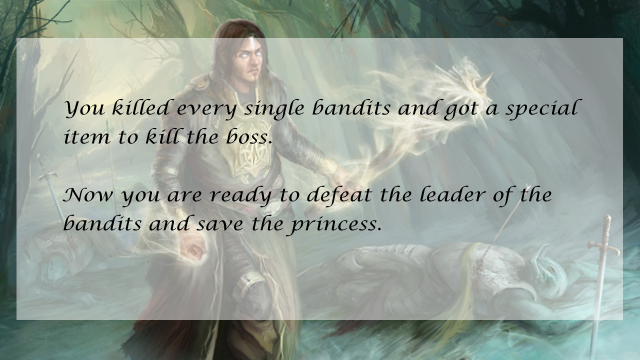 You killed every single bandits and got a special
item to kill the boss.
Now you are ready to defeat the leader of the
bandits and save the princess.